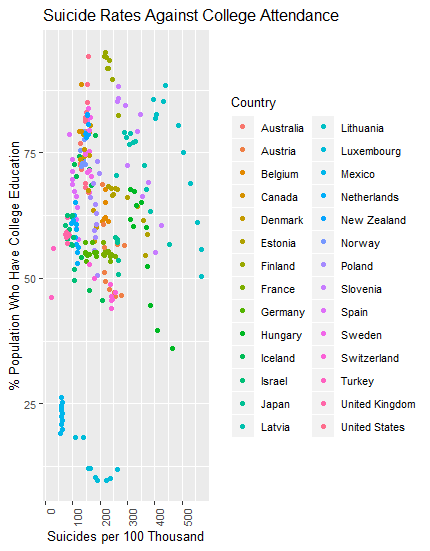 Suicide Rates Against College Attendance
% Population Who Have College Education
75
50
25
0
100
200
300
400
500
Suicides per 100 Thousand
Country
Australia
Austria
Belgium
Canada
Denmark
Estonia
Finland
France
Germany
Hungary
Iceland
Israel
Japan
Latvia
Lithuania
Luxembourg
Mexico
Netherlands
New Zealand
Norway
Poland
Slovenia
Spain
Sweden
Switzerland
Turkey
United Kingdom
United States